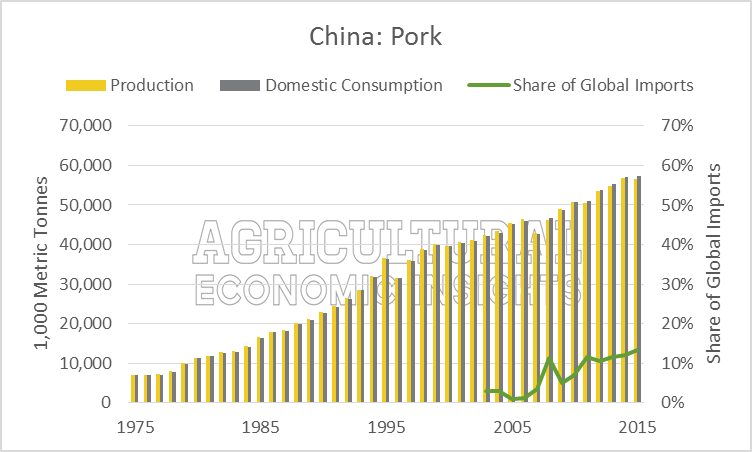 China: Pork
Production Domestic Consumption Share of Global Imports
70,000 70%
60,000 60%
50,000 50%
40,000 40%
30,000 30%
20,000 20%
10,000 10%
0 0%
1,000 Metric Tonnes
Share of Global Imports
AGRICULTURAL
ECONOMIC INSIGHTS
1975 1985 1995 2005 2015